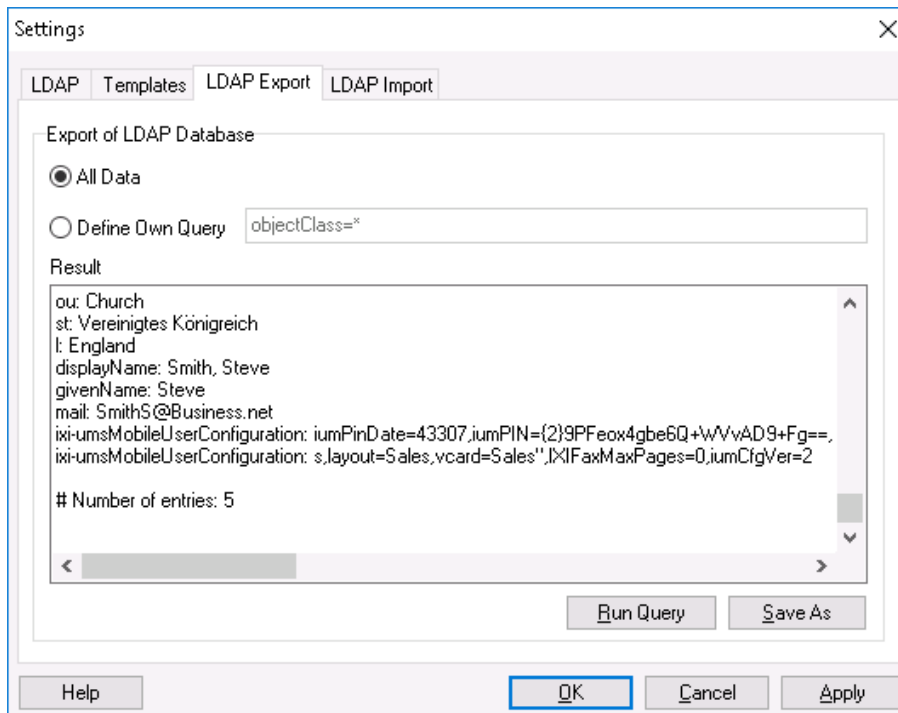 Settings
LDAP Templates LDAP Export LDAP Import
Export of LDAP Database
All Data
Define Own Query objectClass=*
Result
ou: Church
st: Vereinigtes Königreich
l: England
displayName: Smith, Steve
givenName: Steve
mail: SmithS@Business.net
ixi-umsMobileUserConfiguration: iumPinDate=43307,iumPIN={2}9PFeox4gbe6Q+WVvAD9+Fg==,
ixi-umsMobileUserConfiguration: s,layout=Sales,vcard=Sales",IXIFaxMaxPages=0,iumCfgVer=2
# Number of entries: 5
Run Query Save As
Help OK Cancel Apply